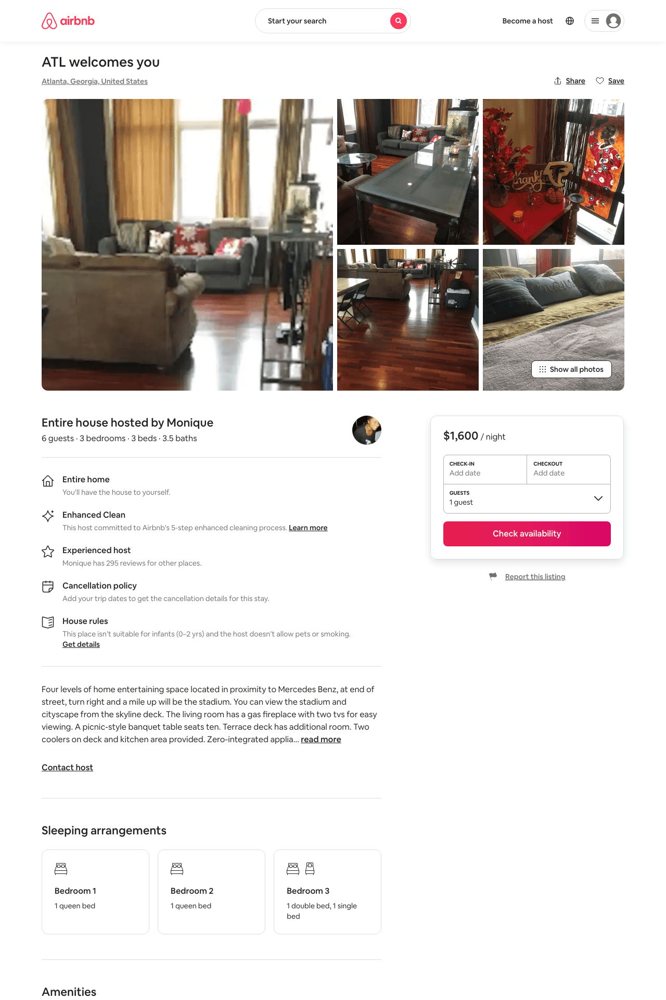 airbnb
Start your search
Become a host
ATL welcomes you
Atlanta, Georgia, United States
Share
Save
thankful
Show all photos
Entire house hosted by Monique
6 guests · 3 bedrooms · 3 beds · 3.5 baths
$1,600 / night
CHECK-IN
Add date
CHECKOUT
Add date
GUESTS
1 guest
Check availability
Report this listing
Entire home
You’ll have the house to yourself.
Enhanced Clean
This host committed to Airbnb's 5-step enhanced cleaning process. Learn more
Experienced host
Monique has 295 reviews for other places.
Cancellation policy
Add your trip dates to get the cancellation details for this stay.
House rules
This place isn’t suitable for infants (0–2 yrs) and the host doesn’t allow pets or smoking.
Get details
Four levels of home entertaining space located in proximity to Mercedes Benz, at end of
street, turn right and a mile up will be the stadium. You can view the stadium and
cityscape from the skyline deck. The living room has a gas fireplace with two tvs for easy
viewing. A picnic-style banquet table seats ten. Terrace deck has additional room. Two
coolers on deck and kitchen area provided. Zero-integrated applia... read more
Contact host
Sleeping arrangements
Bedroom 1
1 queen bed
Bedroom 2
1 queen bed
Bedroom 3
1 double bed, 1 single
bed
Amenities